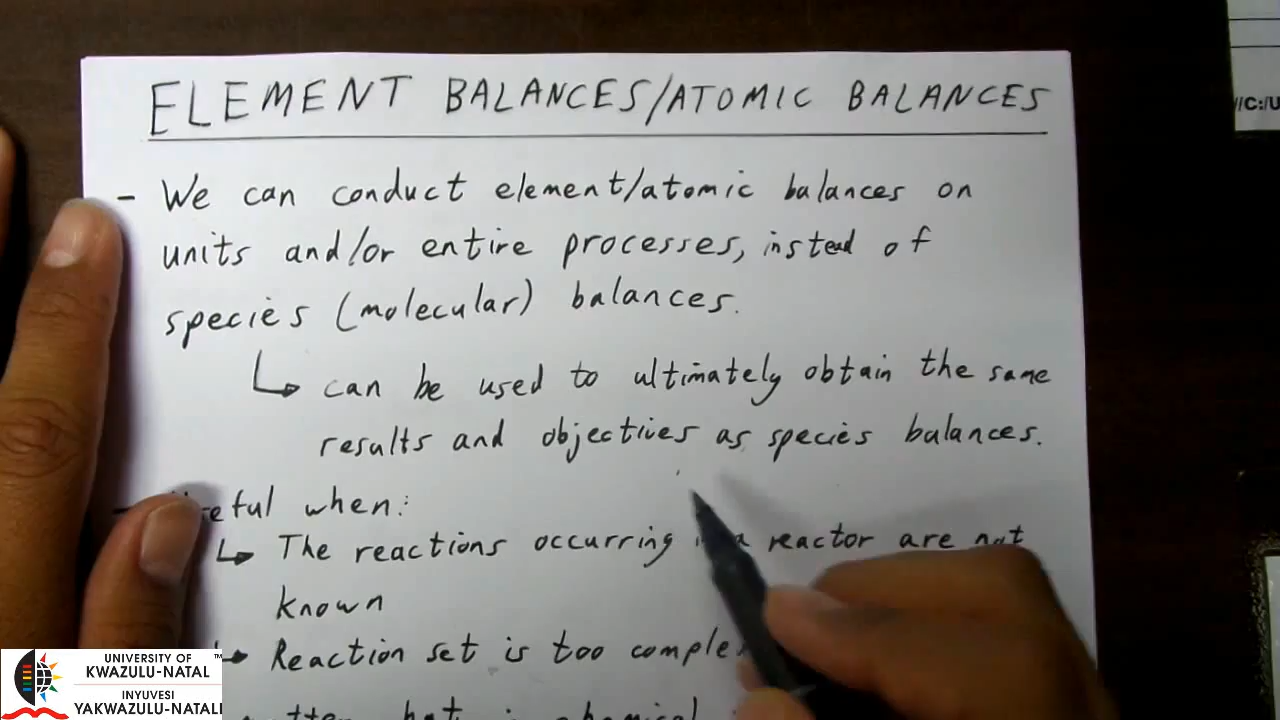 ELEMENT BALANCES/ATOMIC BALANCES
- We can conduct element/atomic balances on
units and/or entire processes, instead of
species (molecular) balances.
↳ can be used to ultimately obtain the same
results and objectives as species balances.
- when:
↳ The reactions occurring a reactor are not
known
↳ Reaction set is too
//C:/U
UNIVERSITY OF
KWAZULU-NATAL
™
INYUVESI
YAKWAZULU-NATALI